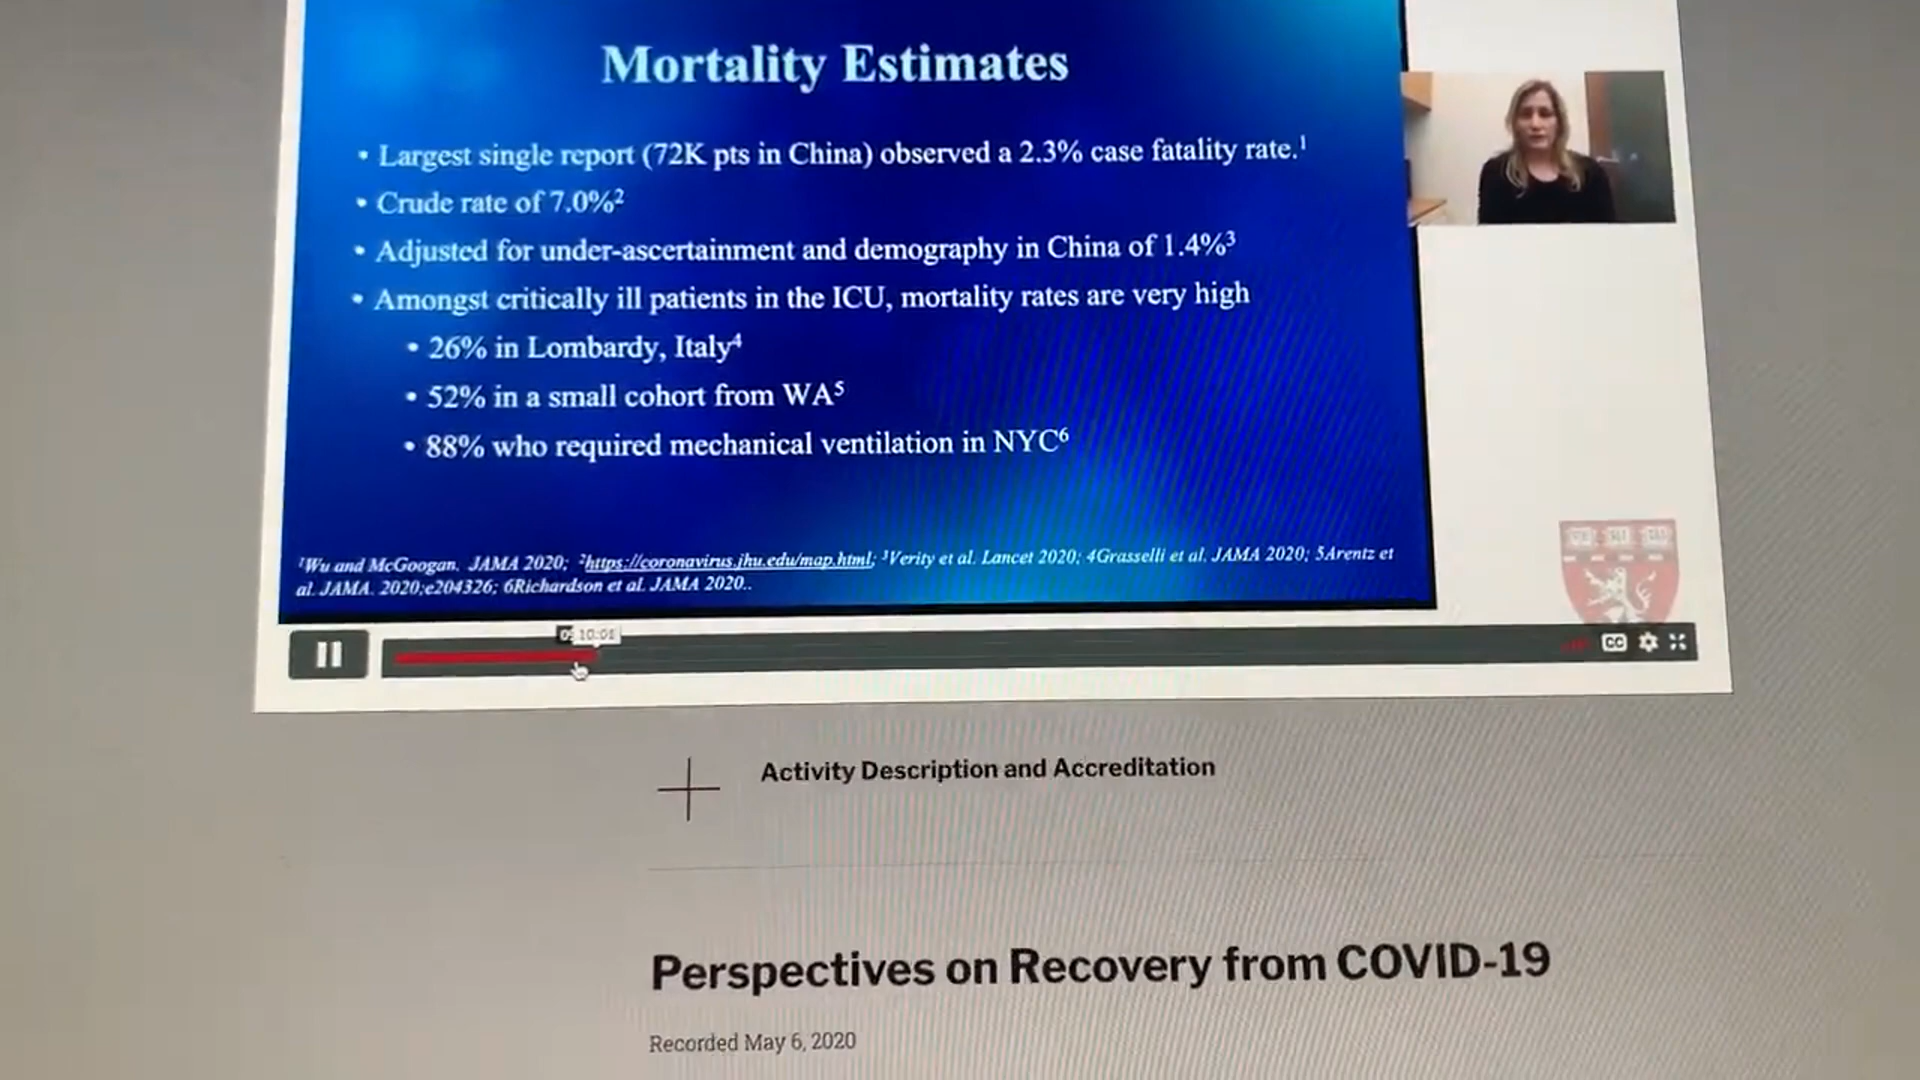 Mortality Estimates
• Largest single report (72K pts in China) observed a 2.3% case fatality rate.¹
• Crude rate of 7.0%²
• Adjusted for under-ascertainment and demography in China of 1.4%³
• Amongst critically ill patients in the ICU, mortality rates are very high
• 26% in Lombardy, Italy⁴
• 52% in a small cohort from WA⁵
• 88% who required mechanical ventilation in NYC⁶
¹Wu and McGoogan. JAMA 2020; ²https://coronavirus.jhu.edu/map.html; ³Verity et al. Lancet 2020; 4Grasselli et al. JAMA 2020; 5Arentz et
al. JAMA. 2020;e204326; 6Richardson et al. JAMA 2020..
CC
Activity Description and Accreditation
Perspectives on Recovery from COVID-19
Recorded May 6, 2020